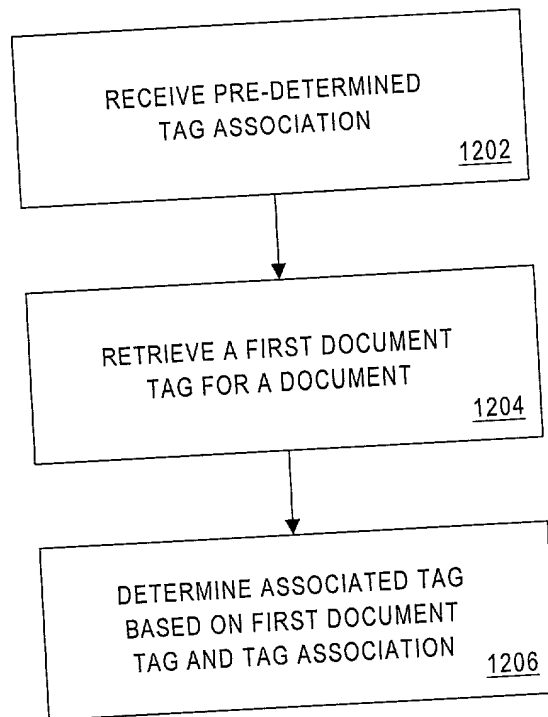 RECEIVE PRE-DETERMINED
TAG ASSOCIATION
1202
RETRIEVE A FIRST DOCUMENT
TAG FOR A DOCUMENT
1204
DETERMINE ASSOCIATED TAG
BASED ON FIRST DOCUMENT
TAG AND TAG ASSOCIATION
1206